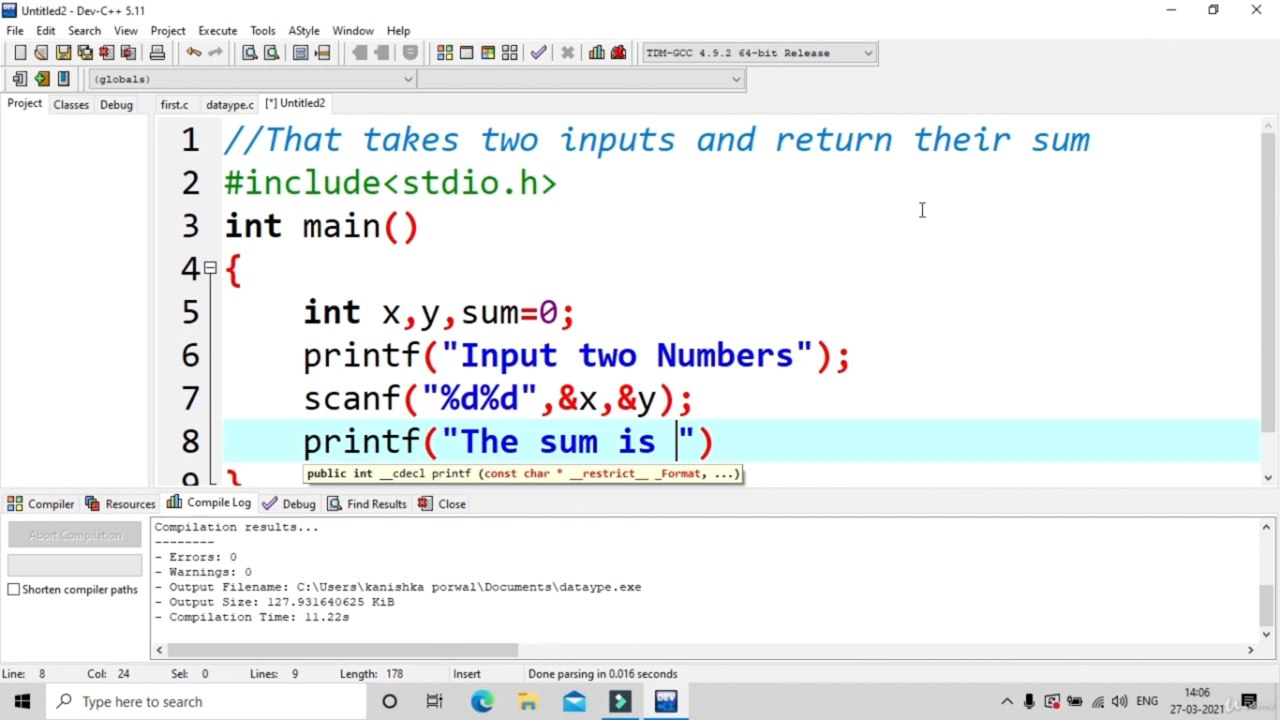 Untitled2 - Dev-C++ 5.11
File Edit Search View Project Execute Tools AStyle Window Help
TDM-GCC 4.9.2 64-bit Release
(globals)
Project Classes Debug first.c dataype.c [*] Untitled2
1 //That takes two inputs and return their sum
2 #include<stdio.h>
3 int main()
4 {
5 int x,y,sum=0;
6 printf("Input two Numbers");
7 scanf("%d%d",&x,&y);
8 printf("The sum is ")
public int __cdecl printf (const char * __restrict__ _Format, ...)
9 }
Compiler Resources Compile Log Debug Find Results Close
Abort Compilation
Shorten compiler paths
Compilation results...
--------
- Errors: 0
- Warnings: 0
- Output Filename: C:\Users\kanishka porwal\Documents\dataype.exe
- Output Size: 127.931640625 KiB
- Compilation Time: 11.22s
Line: 8 Col: 24 Sel: 0 Lines: 9 Length: 178 Insert Done parsing in 0.016 seconds
Type here to search
DEV
ENG
14:06
27-03-2021